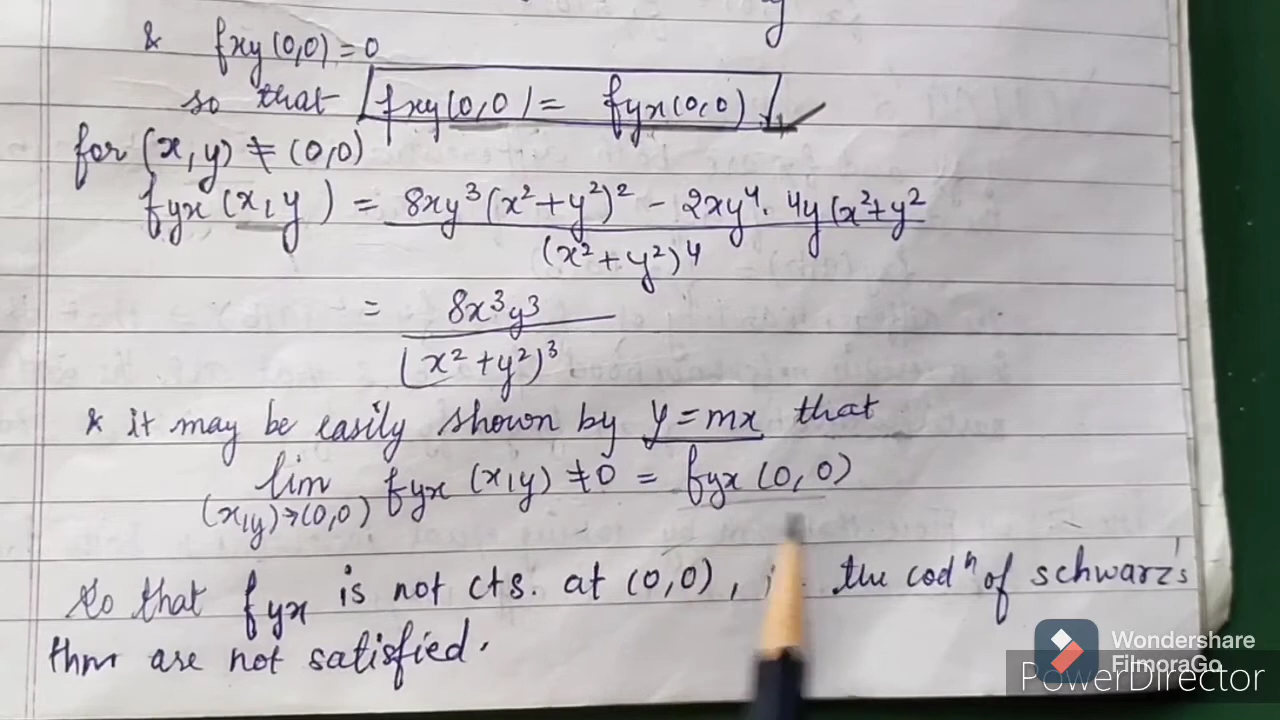 & fxy (0,0) = 0
so that fxy (0,0) = fyx (0,0)
for (x,y) ≠ (0,0)
fyx (x,y) = 8xy³(x²+y²)² - 2xy⁴. 4y (x²+y²
(x²+y²)⁴
= 8x³y³
(x²+y²)³
& it may be easily shown by y=mx that
lim fyx (x,y) ≠ 0 = fyx (0,0)
(x,y)→(0,0)
so that fyx is not cts. at (0,0), the codⁿ of schwarz's
thm are not satisfied.
Wondershare
FilmoraGo
PowerDirector